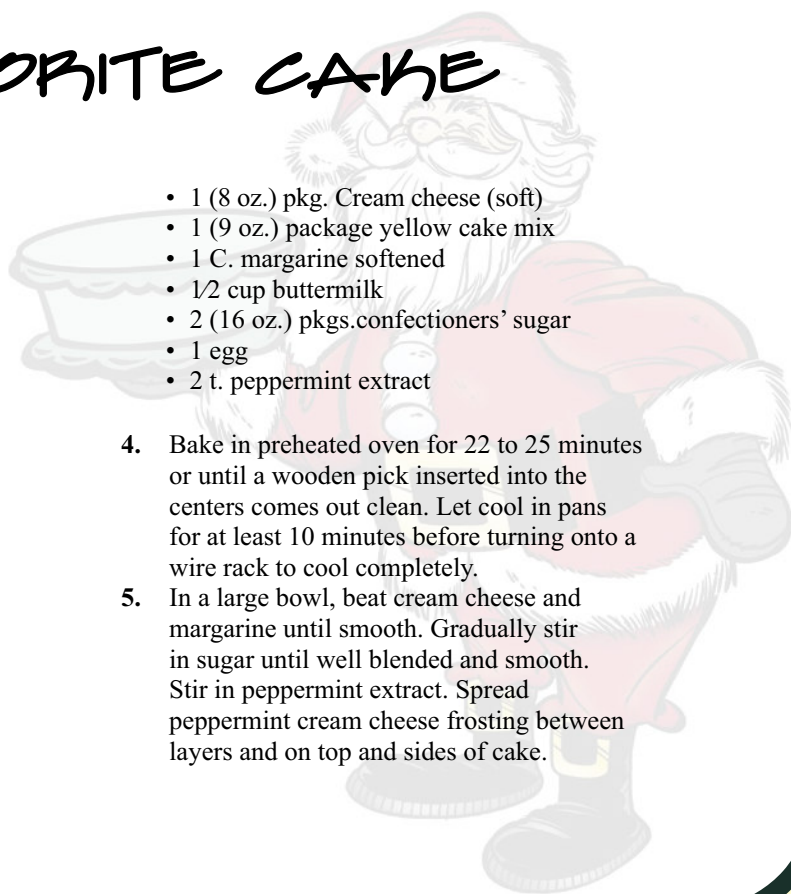 ORITE CAKE
• 1 (8 oz.) pkg. Cream cheese (soft)
• 1 (9 oz.) package yellow cake mix
• 1 C. margarine softened
• 1⁄2 cup buttermilk
• 2 (16 oz.) pkgs.confectioners’ sugar
• 1 egg
• 2 t. peppermint extract
4. Bake in preheated oven for 22 to 25 minutes
or until a wooden pick inserted into the
centers comes out clean. Let cool in pans
for at least 10 minutes before turning onto a
wire rack to cool completely.
5. In a large bowl, beat cream cheese and
margarine until smooth. Gradually stir
in sugar until well blended and smooth.
Stir in peppermint extract. Spread
peppermint cream cheese frosting between
layers and on top and sides of cake.